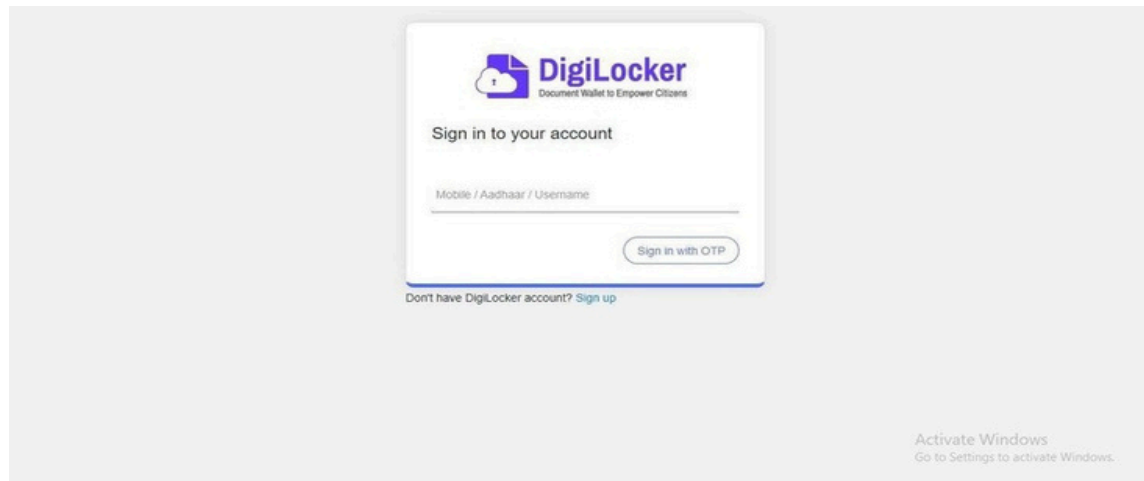 DigiLocker
Document Wallet to Empower Citizens
Sign in to your account
Mobile / Aadhaar / Username
Sign in with OTP
Don't have DigiLocker account? Sign up
Activate Windows
Go to Settings to activate Windows.